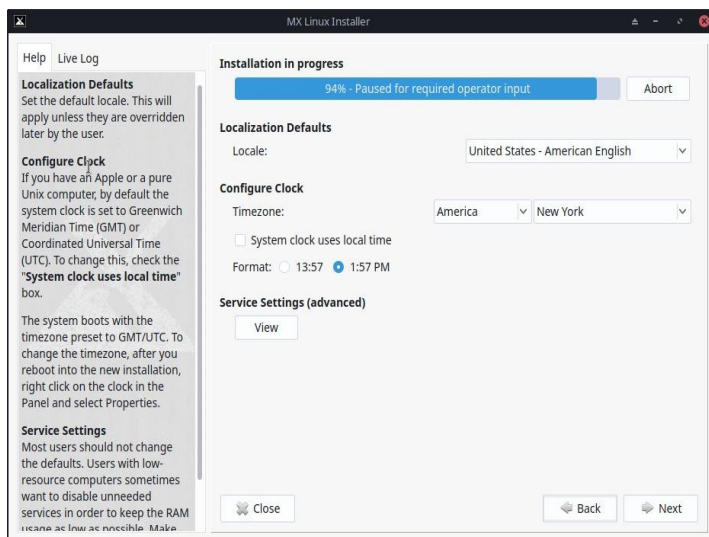 MX Linux Installer
Help Live Log
Localization Defaults
Set the default locale. This will
apply unless they are overridden
later by the user.
Configure Clock
If you have an Apple or a pure
Unix computer, by default the
system clock is set to Greenwich
Meridian Time (GMT) or
Coordinated Universal Time
(UTC). To change this, check the
"System clock uses local time"
box.
The system boots with the
timezone preset to GMT/UTC. To
change the timezone, after you
reboot into the new installation,
right click on the clock in the
Panel and select Properties.
Service Settings
Most users should not change
the defaults. Users with low-
resource computers sometimes
want to disable unneeded
services in order to keep the RAM
usage as low as possible. Make
Installation in progress
94% - Paused for required operator input
Abort
Localization Defaults
Locale: United States - American English
Configure Clock
Timezone: America New York
System clock uses local time
Format: 13:57 1:57 PM
Service Settings (advanced)
View
Close Back Next